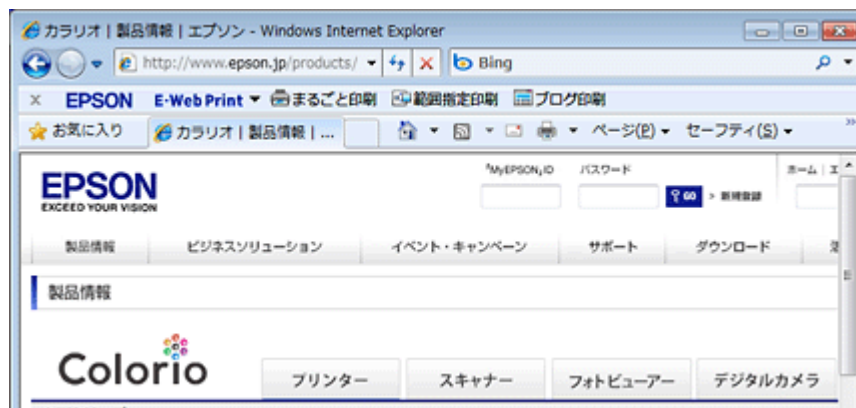 カラリオ | 製品情報 | エプソン - Windows Internet Explorer
http://www.epson.jp/products/ Bing
× EPSON E-Web Print まるごと印刷 範囲指定印刷 ブログ印刷
お気に入り カラリオ | 製品情報 | ... ページ(P) セーフティ(S) »
MyEPSON ID パスワード ホーム | エ
EPSON
EXCEED YOUR VISION
GO > 新規登録
製品情報 ビジネスソリューション イベント・キャンペーン サポート ダウンロード
製品情報
Colorio プリンター スキャナー フォトビューアー デジタルカメラ